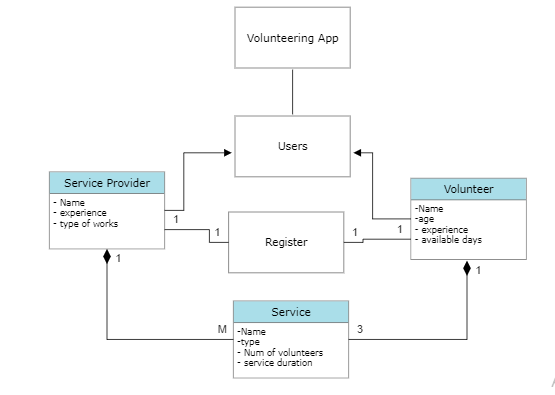 Volunteering App
Users
Service Provider
- Name
- experience
- type of works
Volunteer
-Name
-age
- experience
- available days
1
1
Register
1
1
1
1
Service
M
-Name
-type
- Num of volunteers
- service duration
3